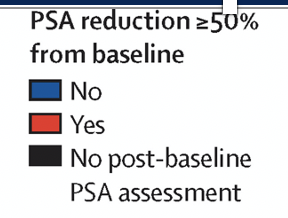 PSA reduction ≥50%
from baseline
No
Yes
No post-baseline
PSA assessment